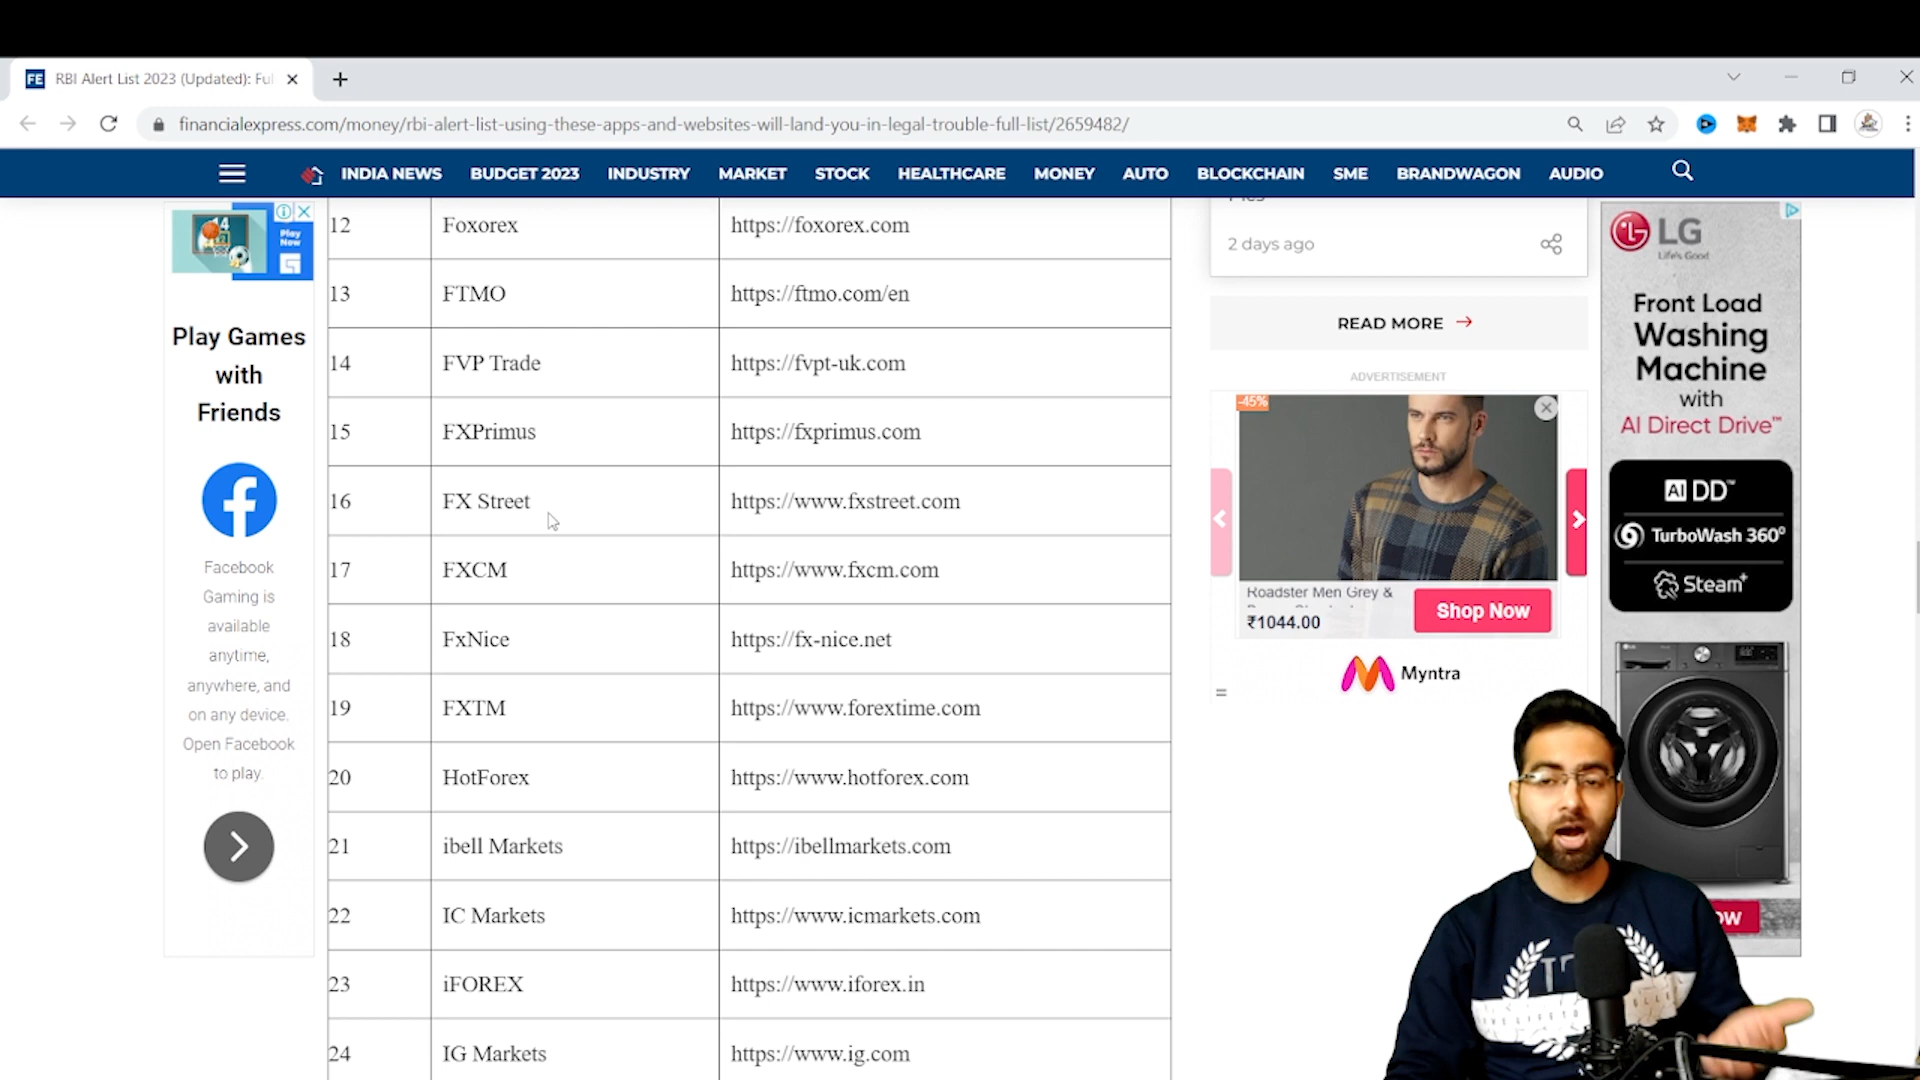 FE RBI Alert List 2023 (Updated): Ful
financialexpress.com/money/rbi-alert-list-using-these-apps-and-websites-will-land-you-in-legal-trouble-full-list/2659482/
INDIA NEWS BUDGET 2023 INDUSTRY MARKET STOCK HEALTHCARE MONEY AUTO BLOCKCHAIN SME BRANDWAGON AUDIO
12 Foxorex https://foxorex.com
13 FTMO https://ftmo.com/en
14 FVP Trade https://fvpt-uk.com
15 FXPrimus https://fxprimus.com
16 FX Street https://www.fxstreet.com
17 FXCM https://www.fxcm.com
18 FxNice https://fx-nice.net
19 FXTM https://www.forextime.com
20 HotForex https://www.hotforex.com
21 ibell Markets https://ibellmarkets.com
22 IC Markets https://www.icmarkets.com
23 iFOREX https://www.iforex.in
24 IG Markets https://www.ig.com
14
Play
Now
Play Games
with
Friends
Facebook
Gaming is
available
anytime,
anywhere, and
on any device.
Open Facebook
to play.
2 days ago
READ MORE
ADVERTISEMENT
-45%
Roadster Men Grey &
₹1044.00
Shop Now
Myntra
LG
Life's Good
Front Load
Washing
Machine
with
AI Direct Drive™
AI DD™
TurboWash 360°
Steam+
OW